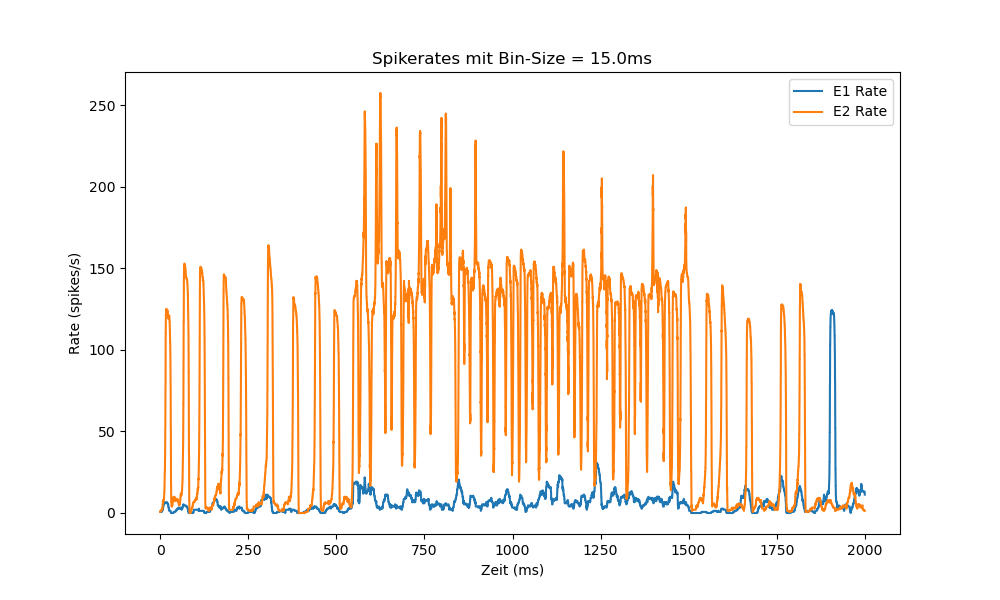 Spikerates mit Bin-Size = 15.0ms
E1 Rate
E2 Rate
250
200
150
100
50
0
Rate (spikes/s)
0 250 500 750 1000 1250 1500 1750 2000
Zeit (ms)